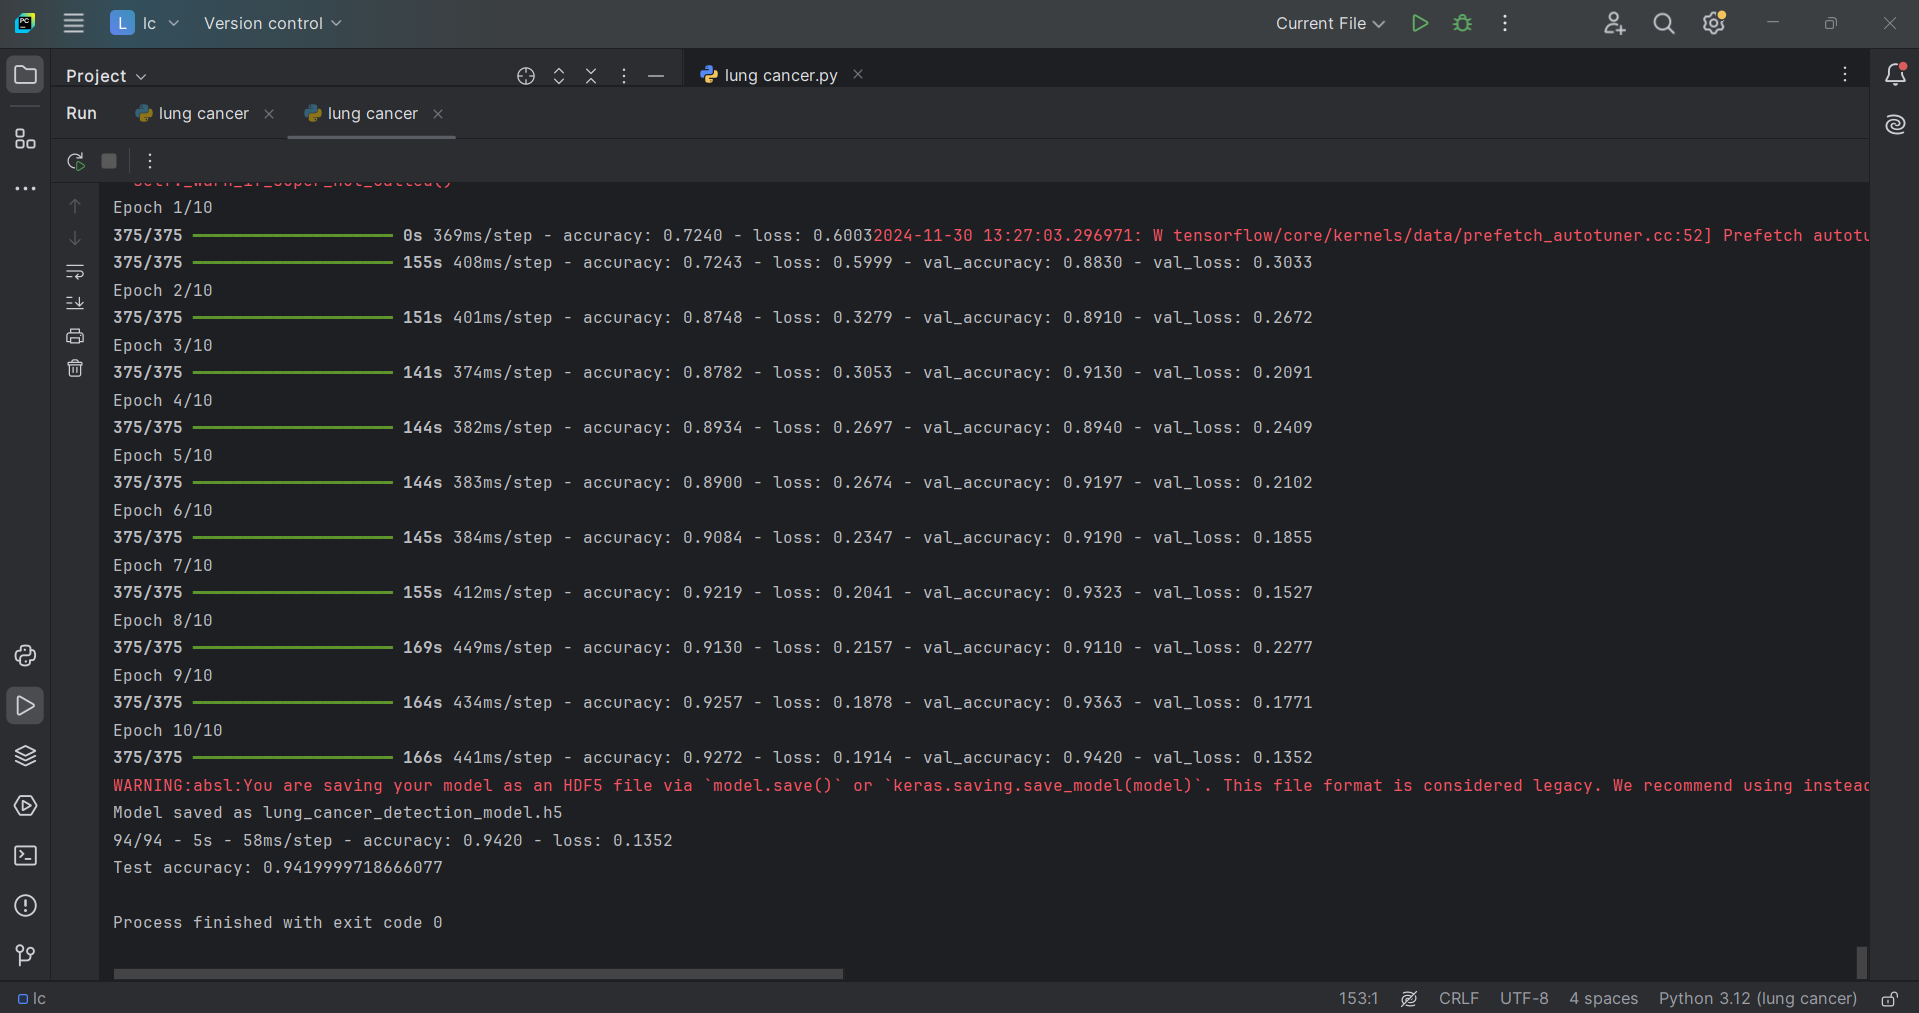 L lc Version control Current File
Project lung cancer.py
Run lung cancer lung cancer
self._warn_if_super_not_called()
Epoch 1/10
375/375 0s 369ms/step - accuracy: 0.7240 - loss: 0.60032024-11-30 13:27:03.296971: W tensorflow/core/kernels/data/prefetch_autotuner.cc:52] Prefetch autotu
375/375 155s 408ms/step - accuracy: 0.7243 - loss: 0.5999 - val_accuracy: 0.8830 - val_loss: 0.3033
Epoch 2/10
375/375 151s 401ms/step - accuracy: 0.8748 - loss: 0.3279 - val_accuracy: 0.8910 - val_loss: 0.2672
Epoch 3/10
375/375 141s 374ms/step - accuracy: 0.8782 - loss: 0.3053 - val_accuracy: 0.9130 - val_loss: 0.2091
Epoch 4/10
375/375 144s 382ms/step - accuracy: 0.8934 - loss: 0.2697 - val_accuracy: 0.8940 - val_loss: 0.2409
Epoch 5/10
375/375 144s 383ms/step - accuracy: 0.8900 - loss: 0.2674 - val_accuracy: 0.9197 - val_loss: 0.2102
Epoch 6/10
375/375 145s 384ms/step - accuracy: 0.9084 - loss: 0.2347 - val_accuracy: 0.9190 - val_loss: 0.1855
Epoch 7/10
375/375 155s 412ms/step - accuracy: 0.9219 - loss: 0.2041 - val_accuracy: 0.9323 - val_loss: 0.1527
Epoch 8/10
375/375 169s 449ms/step - accuracy: 0.9130 - loss: 0.2157 - val_accuracy: 0.9110 - val_loss: 0.2277
Epoch 9/10
375/375 164s 434ms/step - accuracy: 0.9257 - loss: 0.1878 - val_accuracy: 0.9363 - val_loss: 0.1771
Epoch 10/10
375/375 166s 441ms/step - accuracy: 0.9272 - loss: 0.1914 - val_accuracy: 0.9420 - val_loss: 0.1352
WARNING:absl:You are saving your model as an HDF5 file via `model.save()` or `keras.saving.save_model(model)`. This file format is considered legacy. We recommend using instead
Model saved as lung_cancer_detection_model.h5
94/94 - 5s - 58ms/step - accuracy: 0.9420 - loss: 0.1352
Test accuracy: 0.9419999718666077
Process finished with exit code 0
lc 153:1 CRLF UTF-8 4 spaces Python 3.12 (lung cancer)